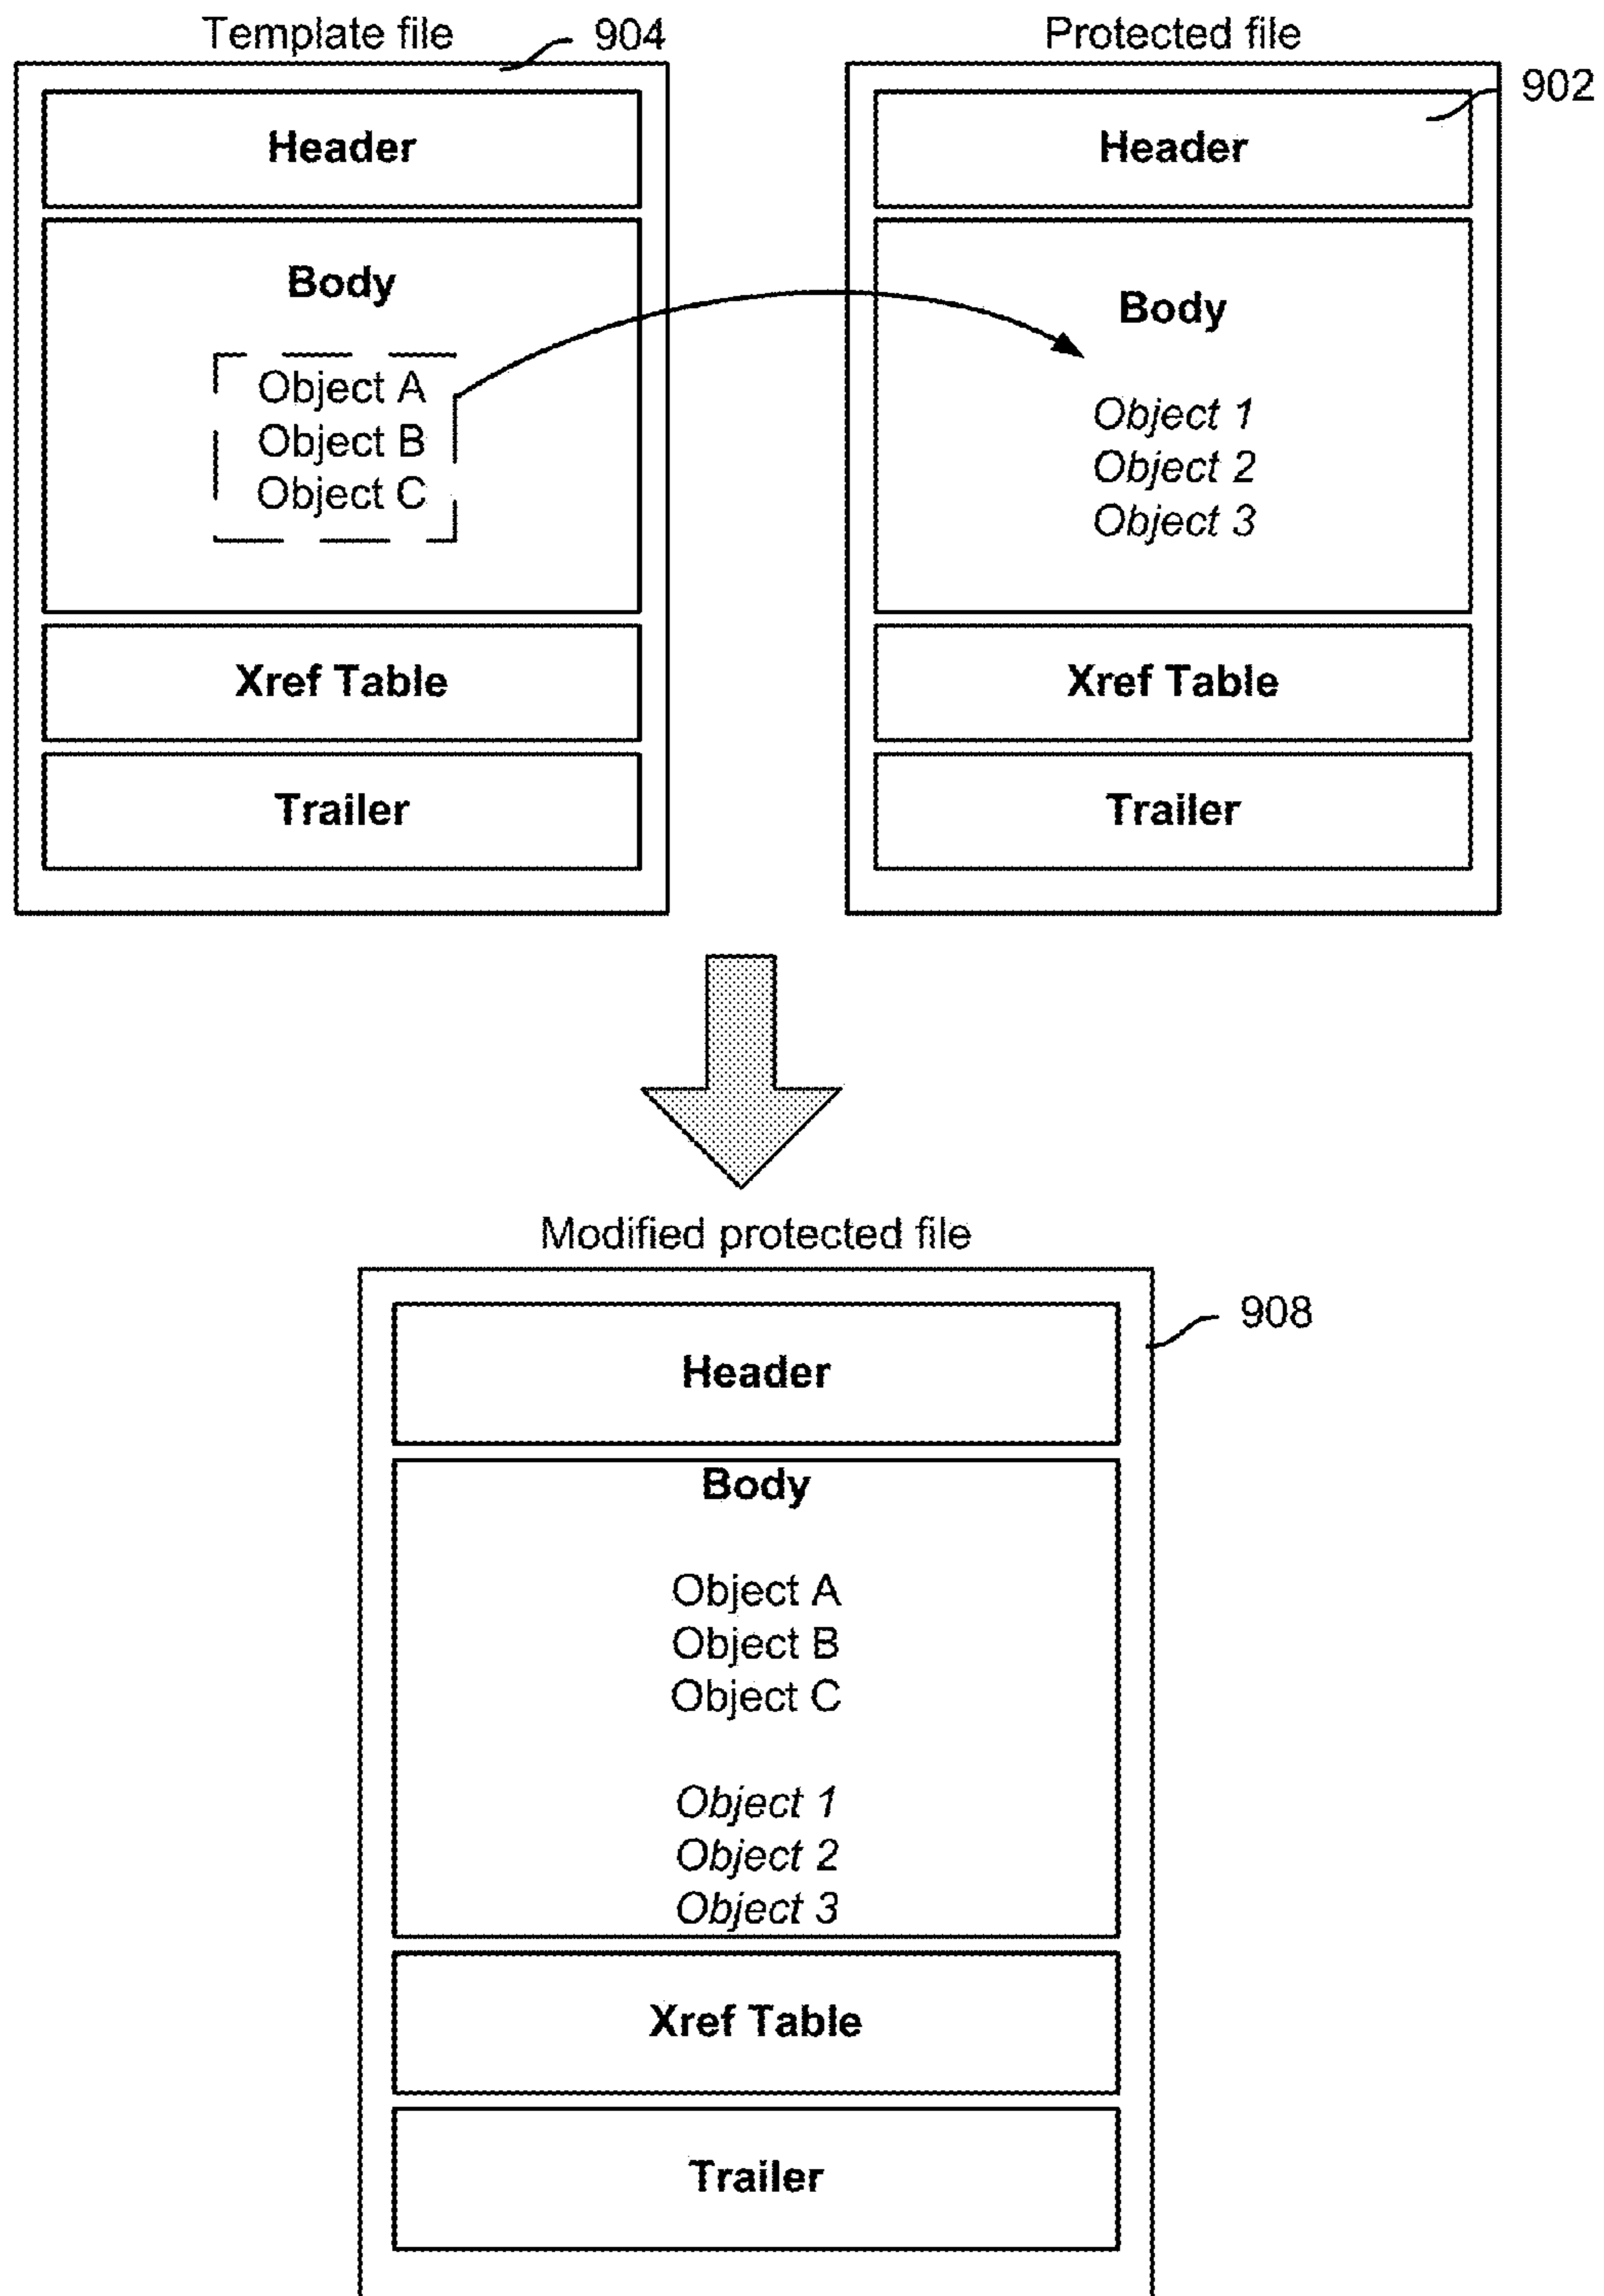 Template file
904
Header
Body
Object A
Object B
Object C
Xref Table
Trailer
Protected file
902
Header
Body
Object 1
Object 2
Object 3
Xref Table
Trailer
Modified protected file
908
Header
Body
Object A
Object B
Object C
Object 1
Object 2
Object 3
Xref Table
Trailer